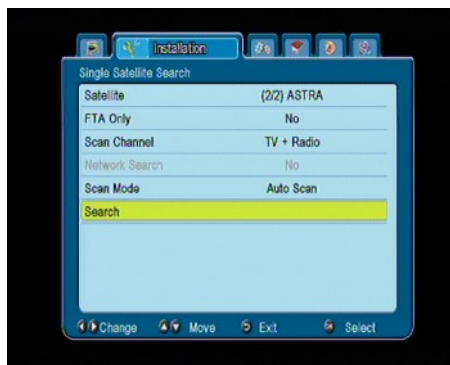 Installation
Single Satellite Search
Satellite (2/2) ASTRA
FTA Only No
Scan Channel TV + Radio
Network Search No
Scan Mode Auto Scan
Search
Change Move Exit Select